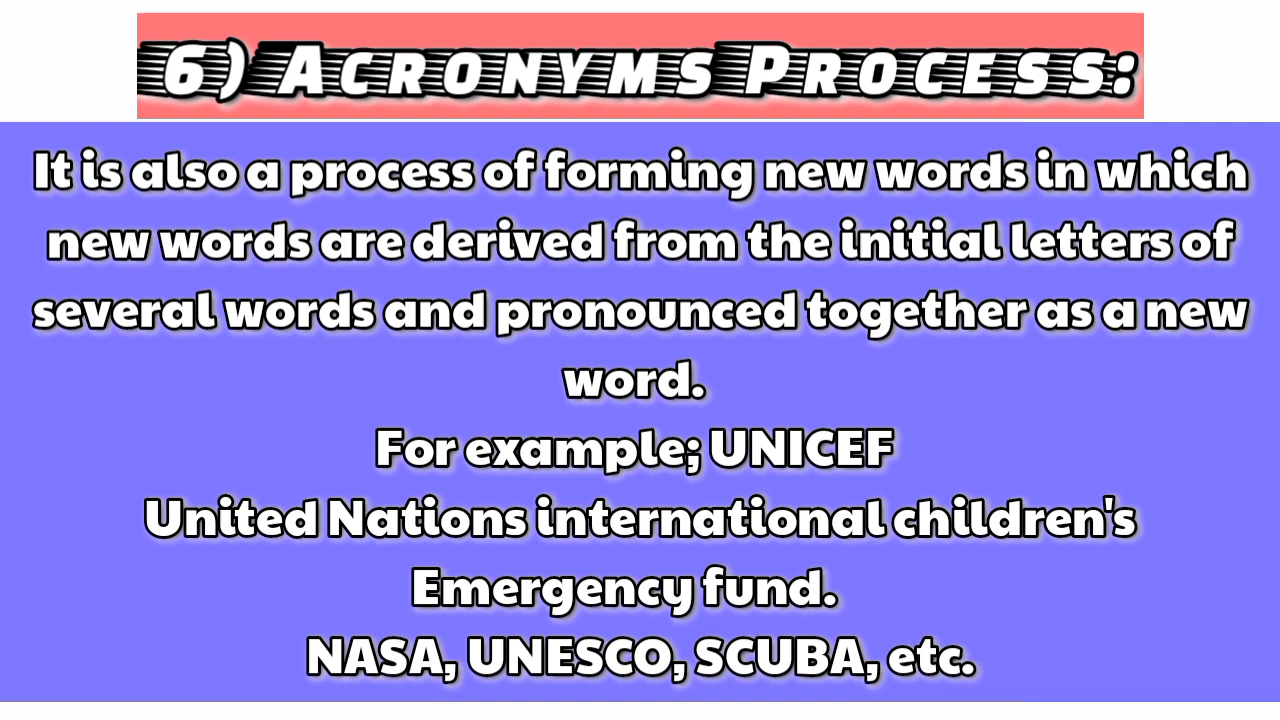 6) Acronyms Process:
It is also a process of forming new words in which
new words are derived from the initial letters of
several words and pronounced together as a new
word.
For example; UNICEF
United Nations international children's
Emergency fund.
NASA, UNESCO, SCUBA, etc.